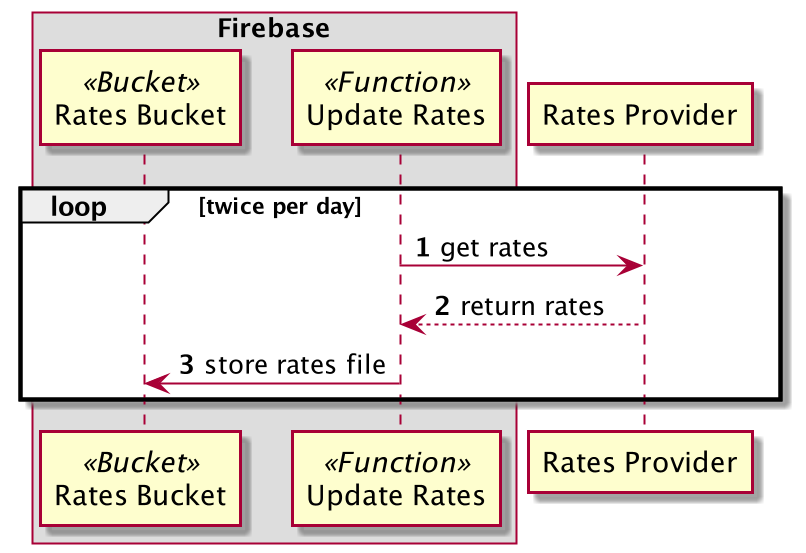 Firebase
«Bucket»
Rates Bucket
«Function»
Update Rates
Rates Provider
loop
[twice per day]
1 get rates
2 return rates
3 store rates file
«Bucket»
Rates Bucket
«Function»
Update Rates
Rates Provider